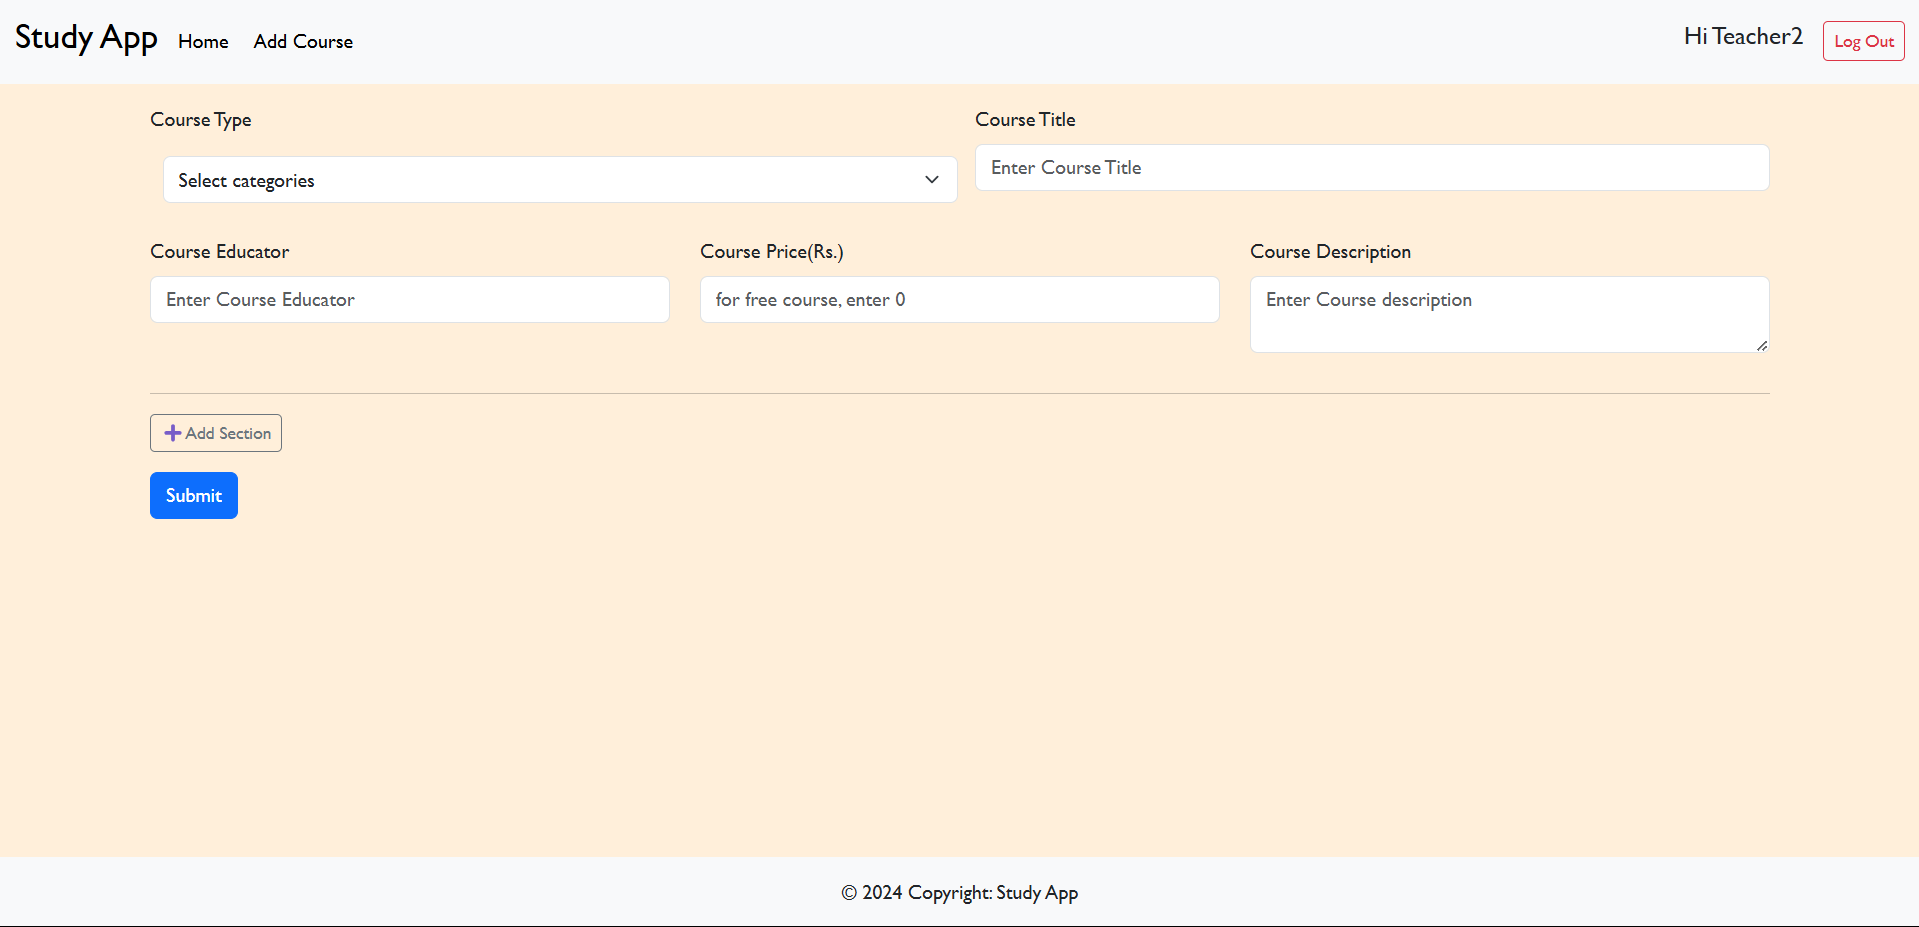 Study App Home Add Course Hi Teacher2 Log Out
Course Type Course Title
Select categories Enter Course Title
Course Educator Course Price(Rs.) Course Description
Enter Course Educator for free course, enter 0 Enter Course description
Add Section
Submit
© 2024 Copyright: Study App